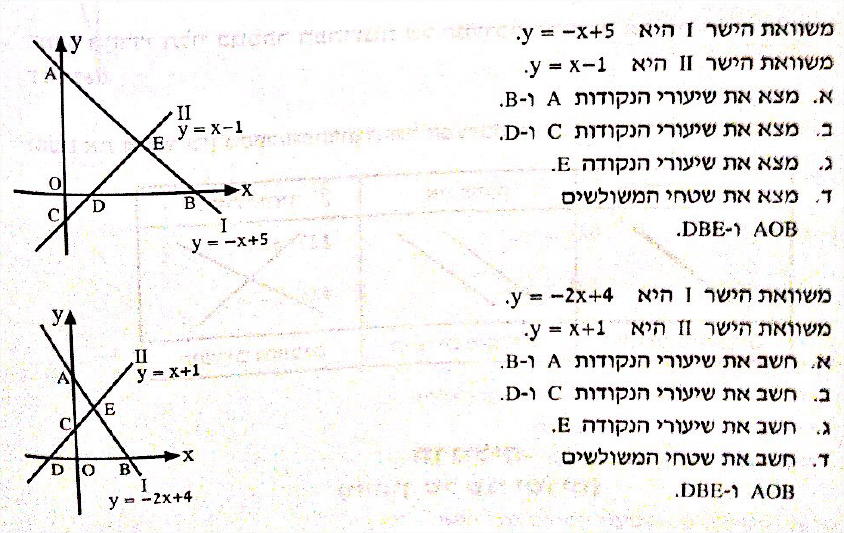 משוואת הישר I היא y = -x+5.
משוואת הישר II היא y = x-1.
א. מצא את שיעורי הנקודות A ו-B.
ב. מצא את שיעורי הנקודות C ו-D.
ג. מצא את שיעורי הנקודה E.
ד. מצא את שטחי המשולשים
AOB ו-DBE.
y
A
II
y = x-1
E
O
D
B
x
C
I
y = -x+5
משוואת הישר I היא y = -2x+4.
משוואת הישר II היא y = x+1.
א. חשב את שיעורי הנקודות A ו-B.
ב. חשב את שיעורי הנקודות C ו-D.
ג. חשב את שיעורי הנקודה E.
ד. חשב את שטחי המשולשים
AOB ו-DBE.
y
II
y = x+1
A
E
C
x
D
O
B
I
y = -2x+4